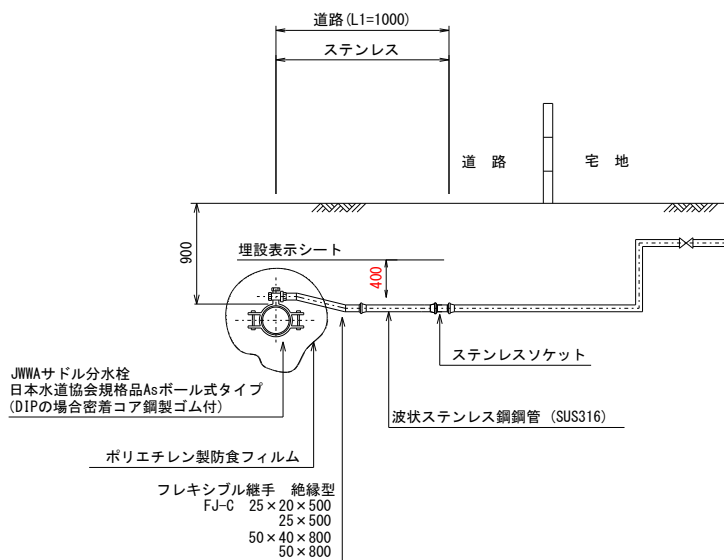 道路(L1=1000)
ステンレス
道 路
宅 地
900
埋設表示シート
400
ステンレスソケット
JWWAサドル分水栓
日本水道協会規格品Asボール式タイプ
(DIPの場合密着コア鋼製ゴム付)
波状ステンレス鋼鋼管 (SUS316)
ポリエチレン製防食フィルム
フレキシブル継手 絶縁型
FJ-C 25×20×500
25×500
50×40×800
50×800